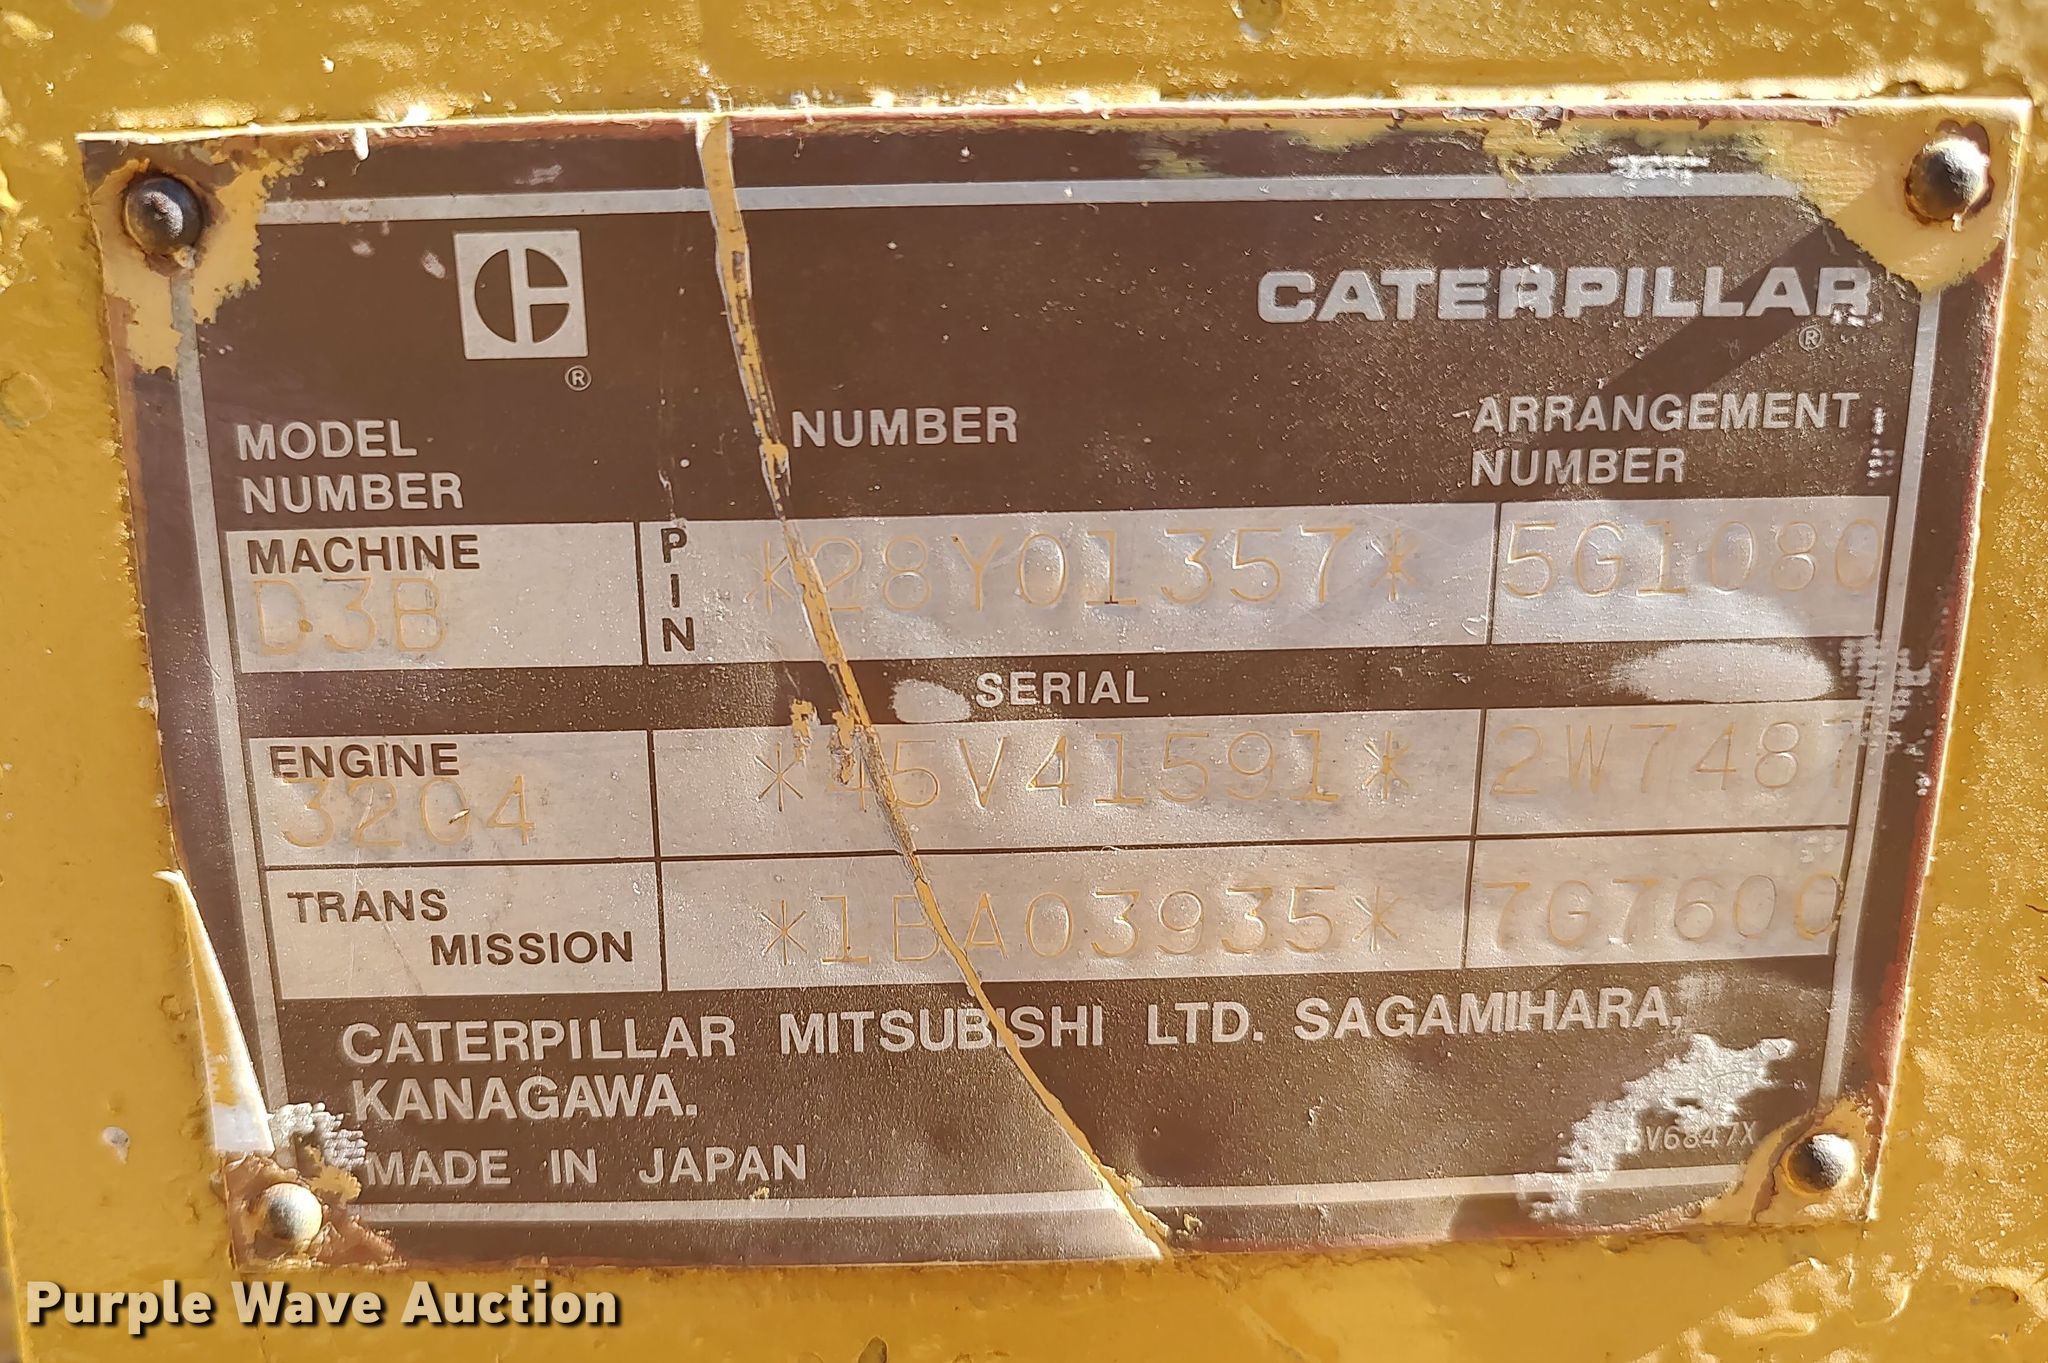 CATERPILLAR
®
®
MODEL NUMBER
NUMBER
ARRANGEMENT NUMBER
MACHINE
D3B
PIN
*28Y01357*
5G1080
SERIAL
ENGINE
3204
*45V41591*
2W7487
TRANS
MISSION
*1BA03935*
7G7600
CATERPILLAR MITSUBISHI LTD. SAGAMIHARA,
KANAGAWA.
MADE IN JAPAN
Purple Wave Auction